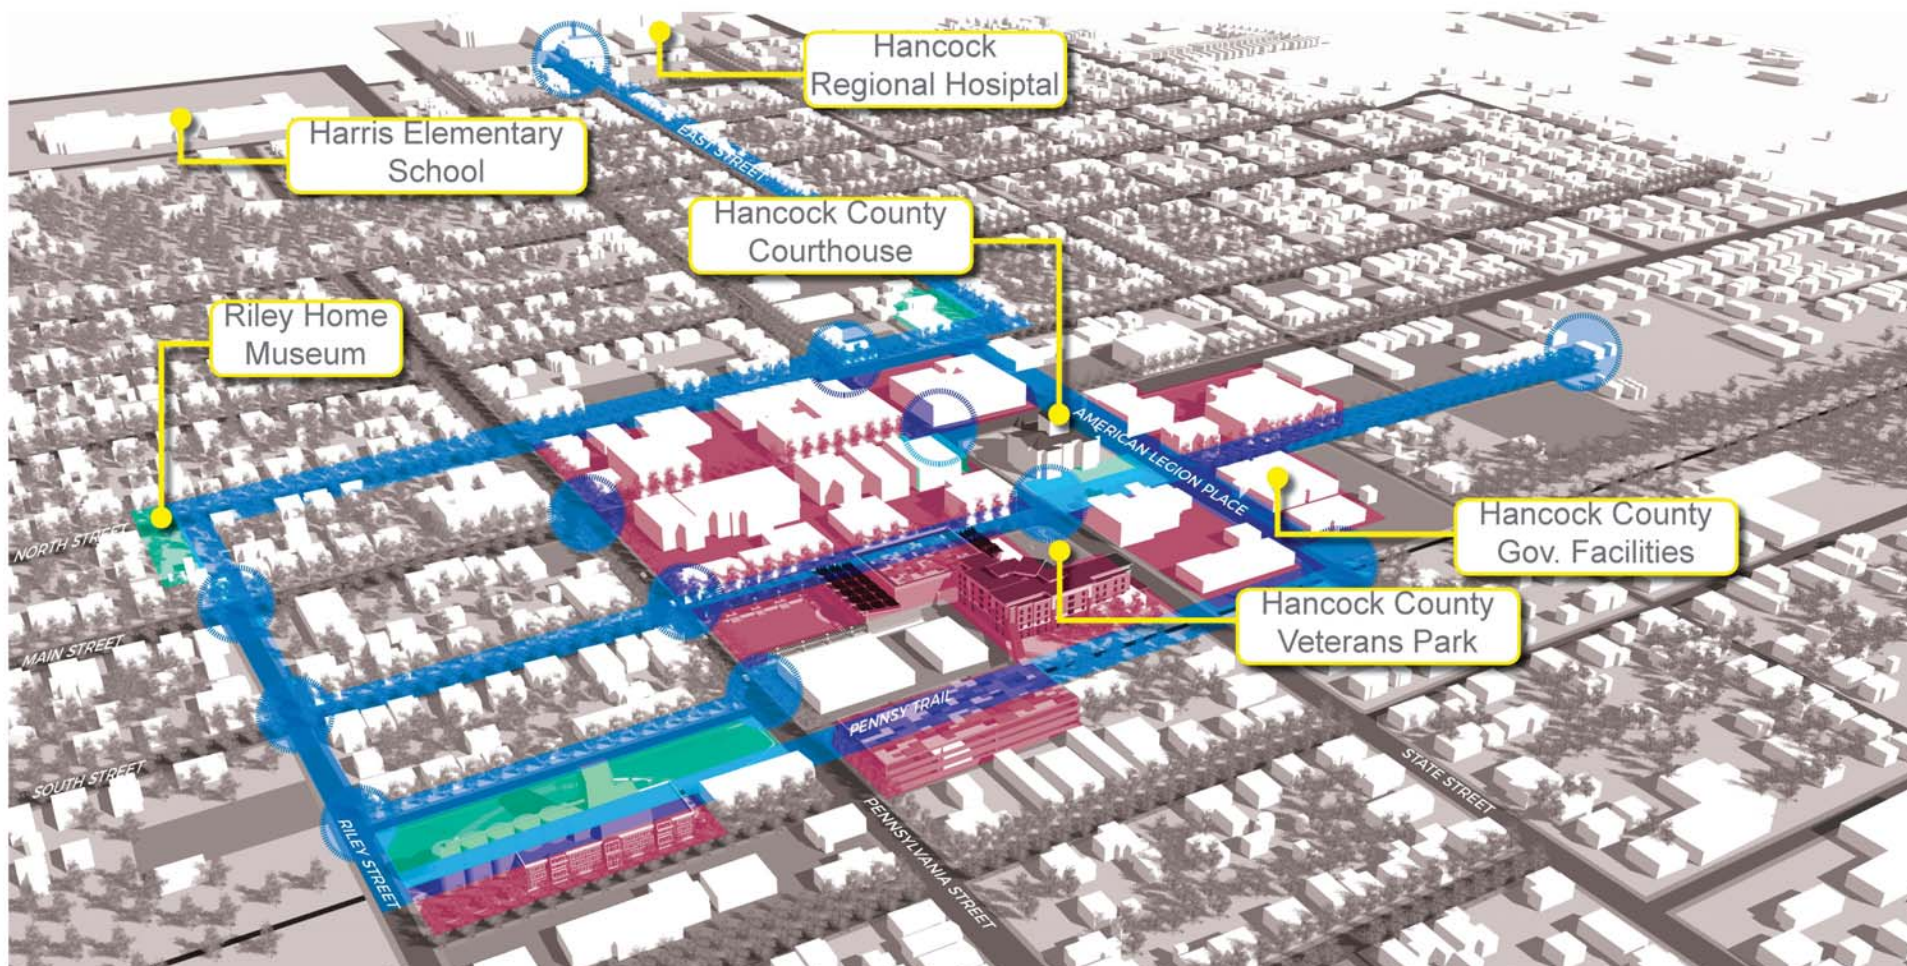 Hancock
Regional Hosiptal
Harris Elementary
School
EAST STREET
Hancock County
Courthouse
Riley Home
Museum
AMERICAN LEGION PLACE
NORTH STREET
Hancock County
Gov. Facilities
Hancock County
Veterans Park
MAIN STREET
PENNSY TRAIL
SOUTH STREET
STATE STREET
RILEY STREET
PENNSYLVANIA STREET